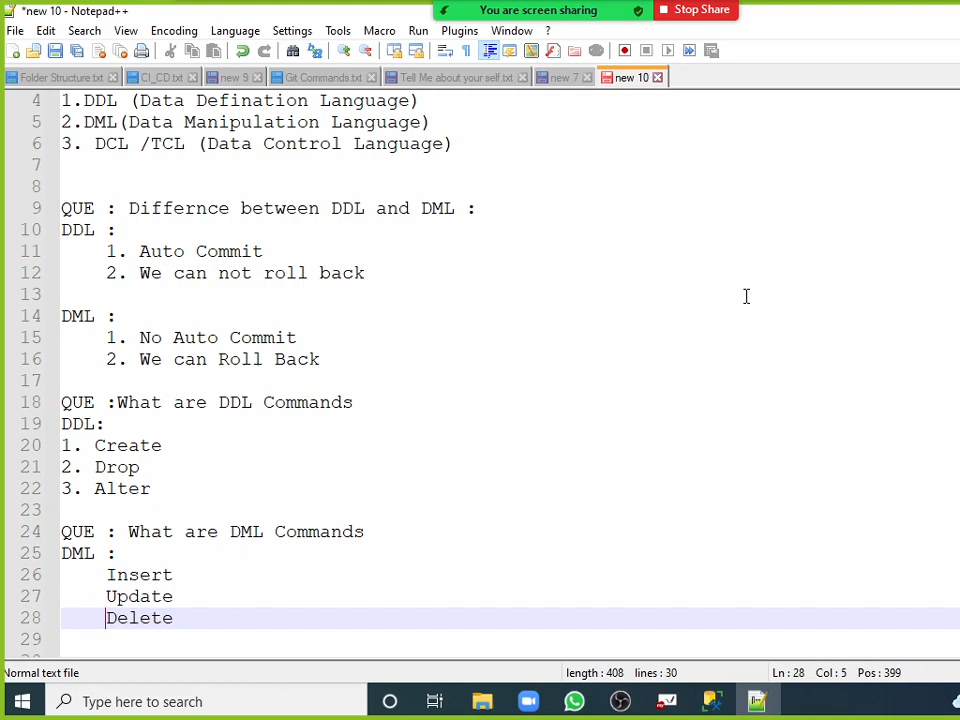 *new 10 - Notepad++
You are screen sharing
Stop Share
File Edit Search View Encoding Language Settings Tools Macro Run Plugins Window ?
Folder Structure.txt CI_CD.txt new 9 Git Commands.txt Tell Me about your self.txt new 7 new 10
4 1.DDL (Data Defination Language)
5 2.DML(Data Manipulation Language)
6 3. DCL /TCL (Data Control Language)
7
8
9 QUE : Differnce between DDL and DML :
10 DDL :
11 1. Auto Commit
12 2. We can not roll back
13
14 DML :
15 1. No Auto Commit
16 2. We can Roll Back
17
18 QUE :What are DDL Commands
19 DDL:
20 1. Create
21 2. Drop
22 3. Alter
23
24 QUE : What are DML Commands
25 DML :
26 Insert
27 Update
28 Delete
29
Normal text file length : 408 lines : 30 Ln : 28 Col : 5 Pos : 399
Type here to search